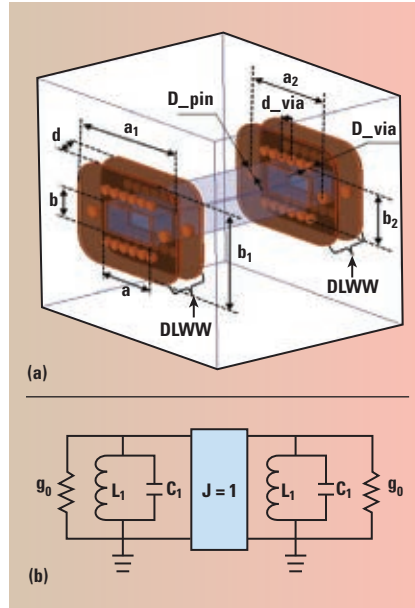 a₂
D_pin
d_via
a₁
D_via
d
b
b₂
b₁
a
DLWW
DLWW
(a)
g₀ L₁ C₁ J = 1 L₁ C₁ g₀
(b)